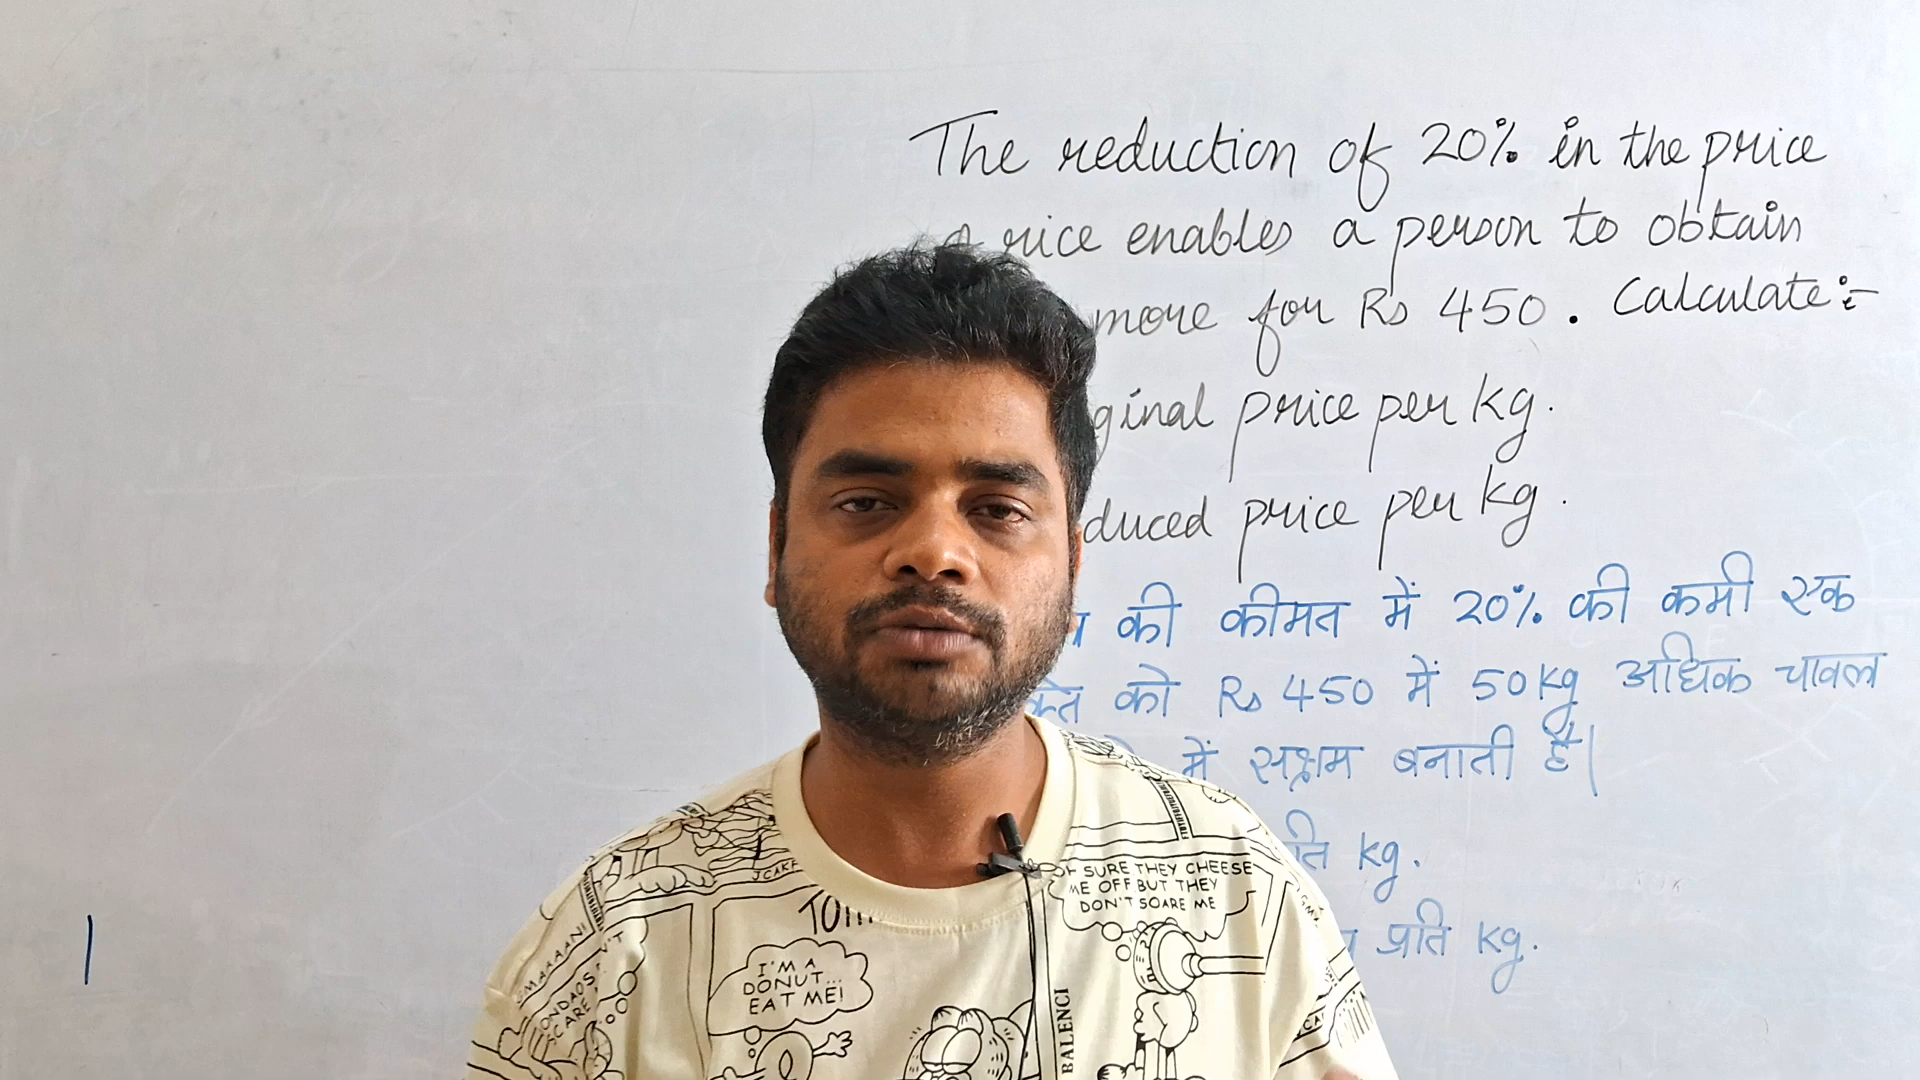 The reduction of 20% in the price
rice enables a person to obtain
more for Rs 450. Calculate:-
ginal price per kg.
duced price per kg.
की कीमत में 20% की कमी एक
को Rs 450 में 50kg अधिक चावल
में सक्षम बनाती है|
ति kg.
प्रति kg.
OF SURE THEY CHEESE
ME OFF BUT THEY
DON'T SOARE ME
I'M A
DONUT...
EAT ME!
BALENCI